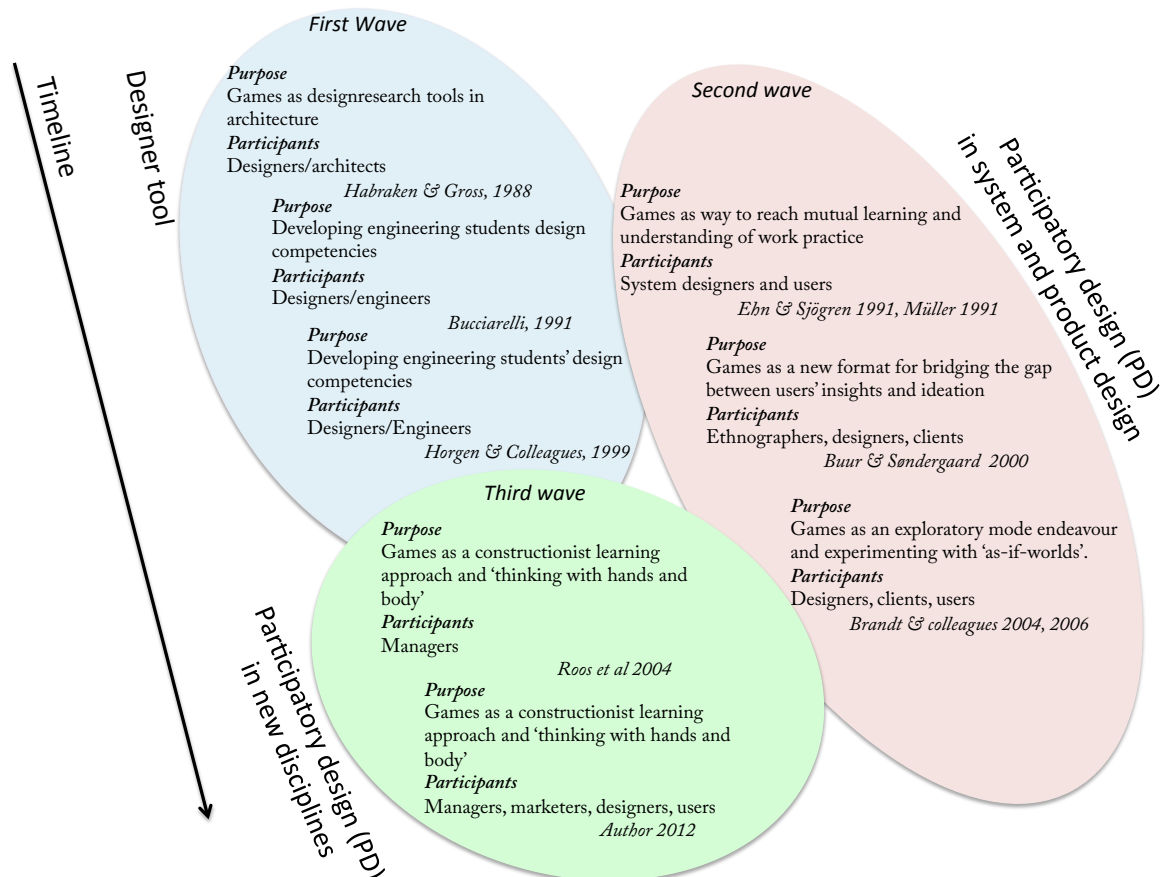 First Wave
Purpose
Games as designresearch tools in
architecture
Participants
Designers/architects
Habraken & Gross, 1988
Purpose
Developing engineering students design
competencies
Participants
Designers/engineers
Bucciarelli, 1991
Purpose
Developing engineering students’ design
competencies
Participants
Designers/Engineers
Horgen & Colleagues, 1999
Second wave
Purpose
Games as way to reach mutual learning and
understanding of work practice
Participants
System designers and users
Ehn & Sjögren 1991, Müller 1991
Purpose
Games as a new format for bridging the gap
between users’ insights and ideation
Participants
Ethnographers, designers, clients
Buur & Søndergaard 2000
Purpose
Games as an exploratory mode endeavour
and experimenting with ‘as-if-worlds’.
Participants
Designers, clients, users
Brandt & colleagues 2004, 2006
Third wave
Purpose
Games as a constructionist learning
approach and ‘thinking with hands and
body’
Participants
Managers
Roos et al 2004
Purpose
Games as a constructionist learning
approach and ‘thinking with hands and
body’
Participants
Managers, marketers, designers, users
Author 2012
Timeline
Designer tool
Participatory design (PD)
in system and product design
Participatory design (PD)
in new disciplines